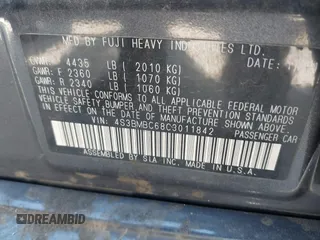 MFD BY FUJI HEAVY INDUSTRIES LTD. DATE:
GVWR: 4435 LB ( 2010 KG)
GAWR: F 2360 LB ( 1070 KG)
GAWR: R 2340 LB ( 1060 KG)
THIS VEHICLE CONFORMS TO ALL APPLICABLE FEDERAL MOTOR
VEHICLE SAFETY, BUMPER, AND THEFT PREVENTION STANDARDS
IN EFFECT ON THE DATE OF MANUFACTURE SHOWN ABOVE.
VIN: 4S3BMBC68C3011842 PASSENGER CAR
ASSEMBLED BY SIA INC. MADE IN U.S.A.
DREAMBID